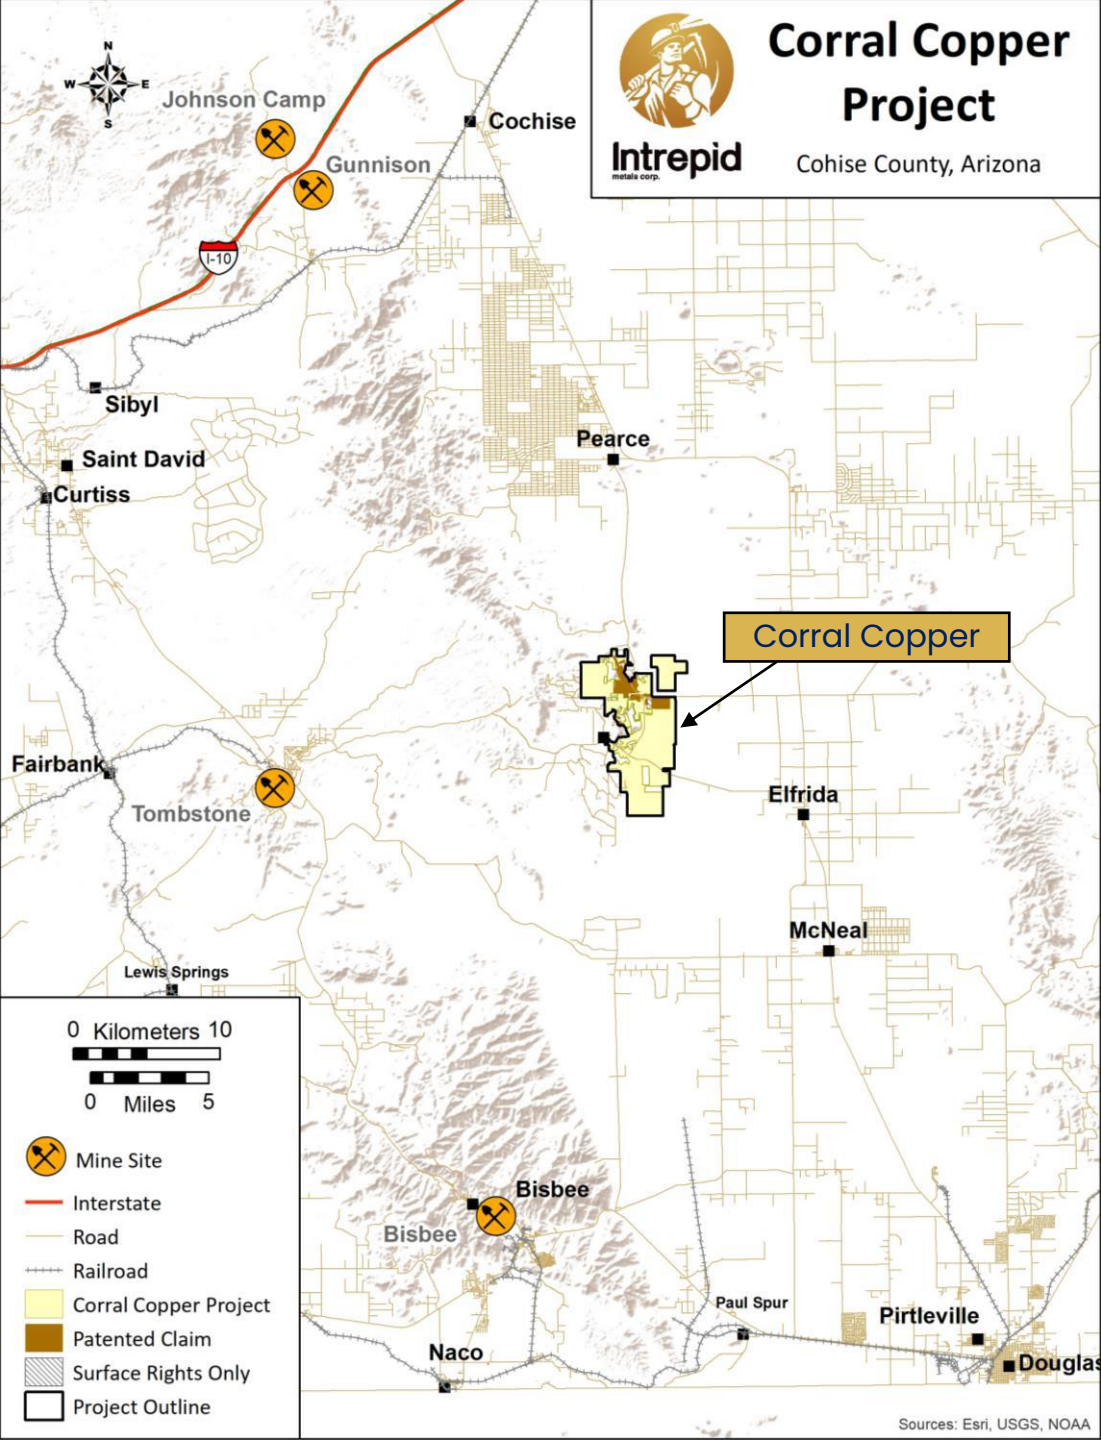 Corral Copper
Project
Cohise County, Arizona
Intrepid
metals corp.
N
W
E
S
Johnson Camp
Gunnison
Cochise
I-10
Sibyl
Saint David
Curtiss
Pearce
Corral Copper
Fairbank
Tombstone
Elfrida
McNeal
Lewis Springs
0 Kilometers 10
0 Miles 5
Mine Site
Interstate
Road
Railroad
Corral Copper Project
Patented Claim
Surface Rights Only
Project Outline
Bisbee
Bisbee
Paul Spur
Pirtleville
Naco
Douglas
Sources: Esri, USGS, NOAA